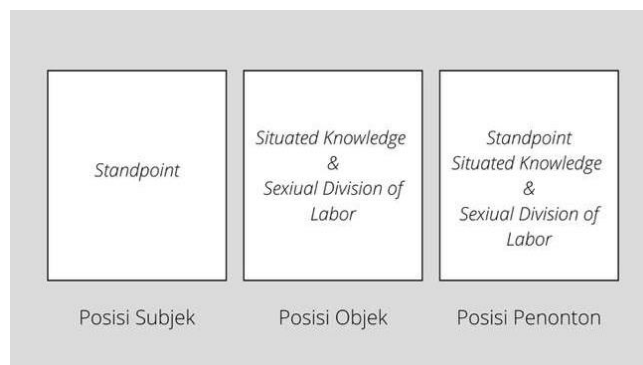 Standpoint
Situated Knowledge
&
Sexiual Division of
Labor
Standpoint
Situated Knowledge
&
Sexiual Division of
Labor
Posisi Subjek
Posisi Objek
Posisi Penonton